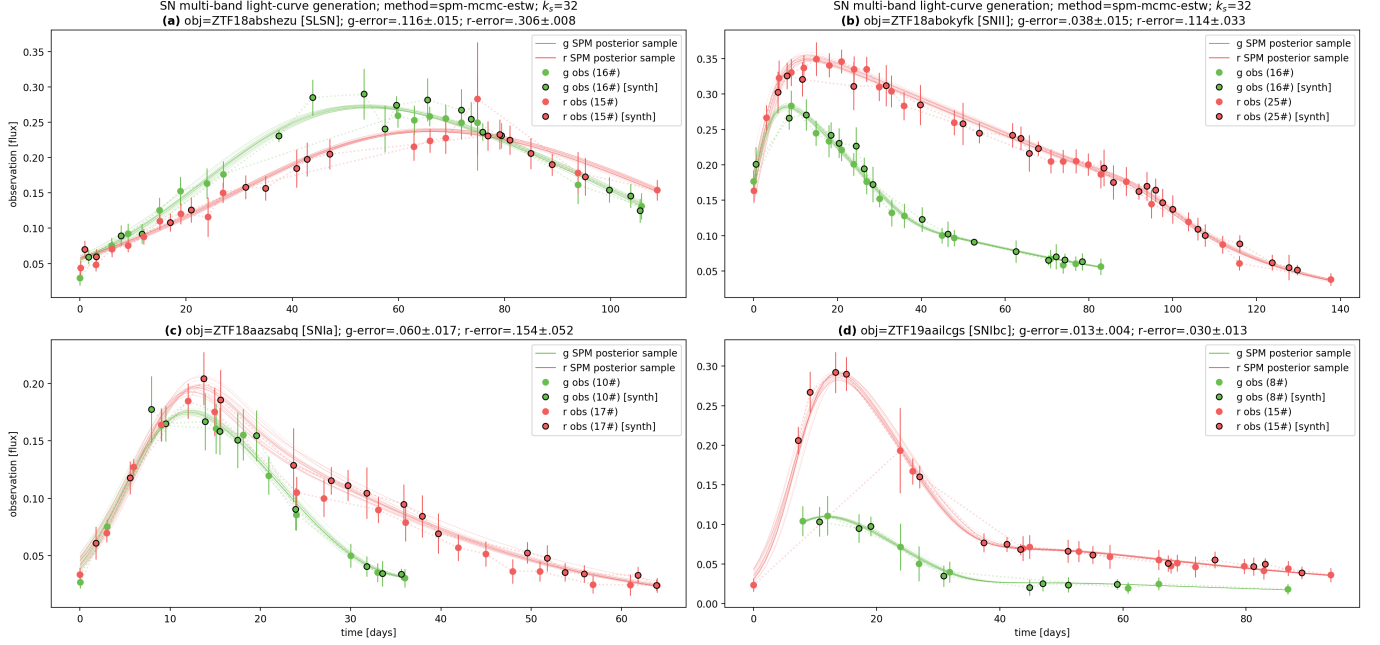 SN multi-band light-curve generation; method=spm-mcmc-estw; kₛ=32
(a) obj=ZTF18abshezu [SLSN]; g-error=.116±.015; r-error=.306±.008
observation [flux]
0.35
0.30
0.25
0.20
0.15
0.10
0.05
0 20 40 60 80 100
g SPM posterior sample
r SPM posterior sample
g obs (16#)
g obs (16#) [synth]
r obs (15#)
r obs (15#) [synth]
SN multi-band light-curve generation; method=spm-mcmc-estw; kₛ=32
(b) obj=ZTF18abokyfk [SNII]; g-error=.038±.015; r-error=.114±.033
0.35
0.30
0.25
0.20
0.15
0.10
0.05
0 20 40 60 80 100 120 140
g SPM posterior sample
r SPM posterior sample
g obs (16#)
g obs (16#) [synth]
r obs (25#)
r obs (25#) [synth]
(c) obj=ZTF18aazsabq [SNIa]; g-error=.060±.017; r-error=.154±.052
observation [flux]
0.20
0.15
0.10
0.05
0 10 20 30 40 50 60
time [days]
g SPM posterior sample
r SPM posterior sample
g obs (10#)
g obs (10#) [synth]
r obs (17#)
r obs (17#) [synth]
(d) obj=ZTF19aailcgs [SNIbc]; g-error=.013±.004; r-error=.030±.013
0.30
0.25
0.20
0.15
0.10
0.05
0.00
0 20 40 60 80
time [days]
g SPM posterior sample
r SPM posterior sample
g obs (8#)
g obs (8#) [synth]
r obs (15#)
r obs (15#) [synth]